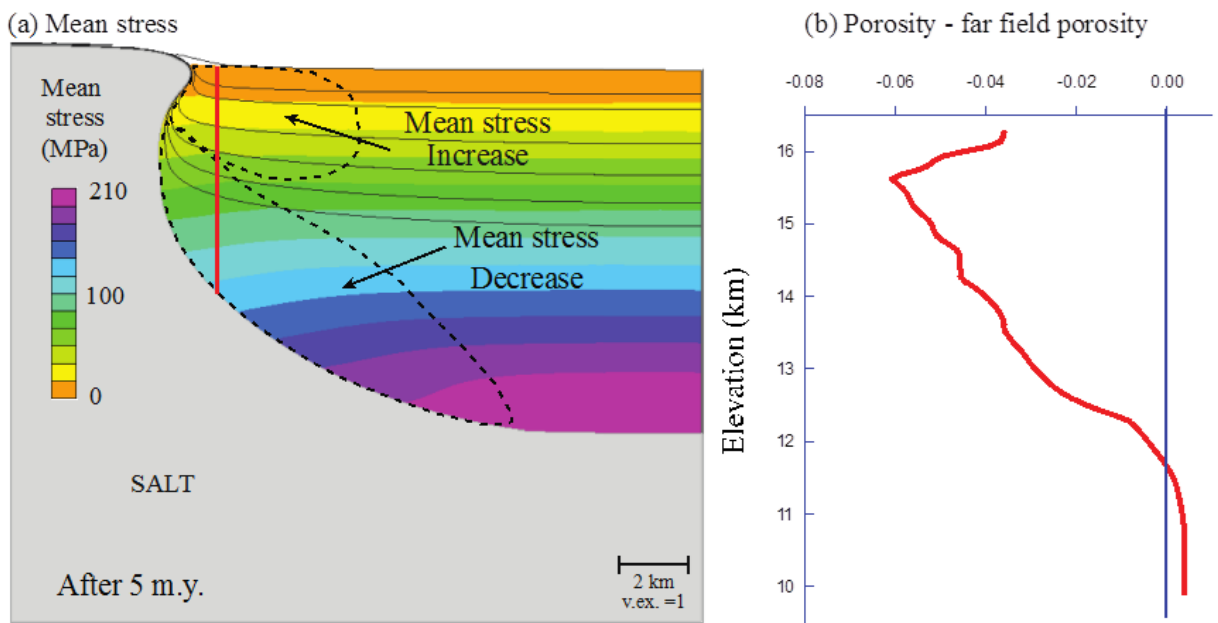 (a) Mean stress
Mean
stress
(MPa)
210
100
0
Mean stress
Increase
Mean stress
Decrease
SALT
After 5 m.y.
2 km
v.ex. =1
(b) Porosity - far field porosity
-0.08 -0.06 -0.04 -0.02 0.00
Elevation (km)
16
15
14
13
12
11
10